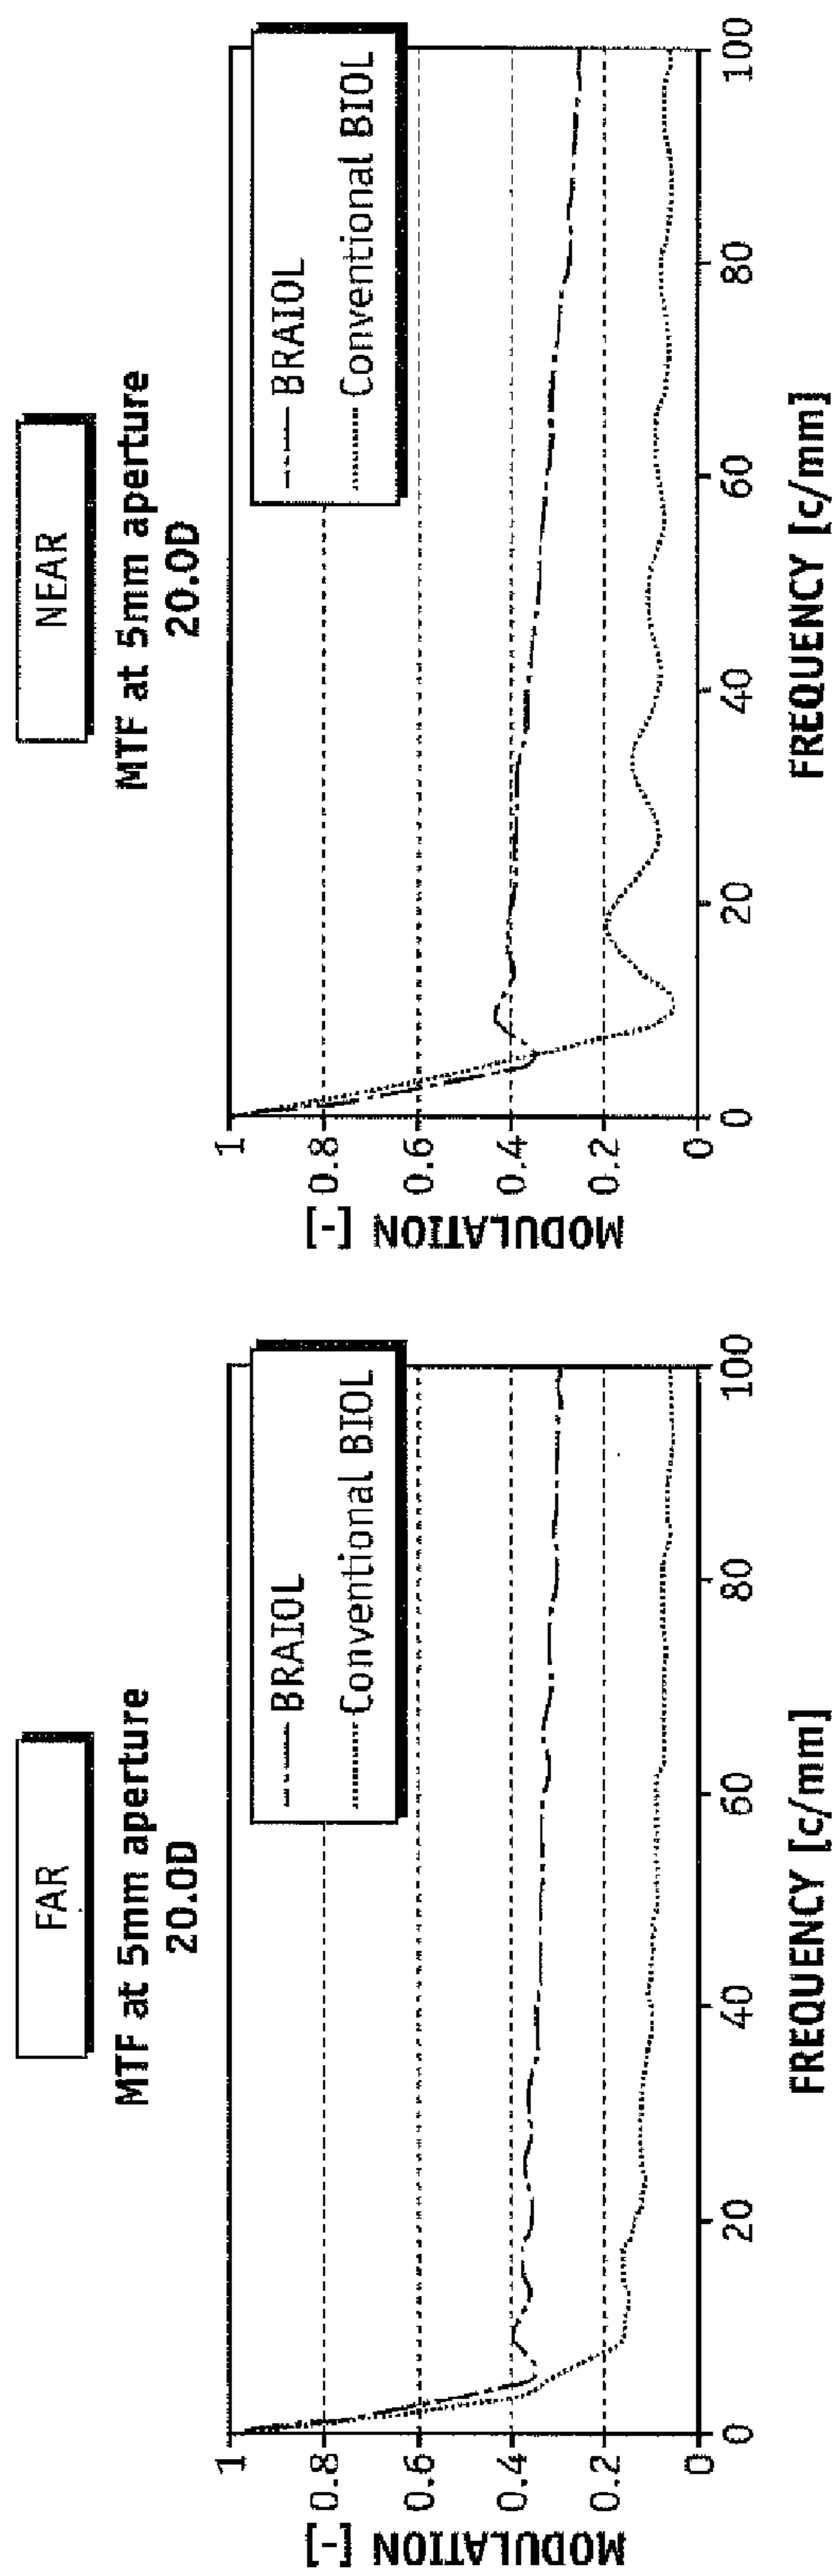 FAR
MTF at 5mm aperture
20.0D
BRAIOL
Conventional BIOL
MODULATION [-]
1
0.8
0.6
0.4
0.2
0
0 20 40 60 80 100
FREQUENCY [c/mm]
NEAR
MTF at 5mm aperture
20.0D
BRAIOL
Conventional BIOL
MODULATION [-]
1
0.8
0.6
0.4
0.2
0
0 20 40 60 80 100
FREQUENCY [c/mm]